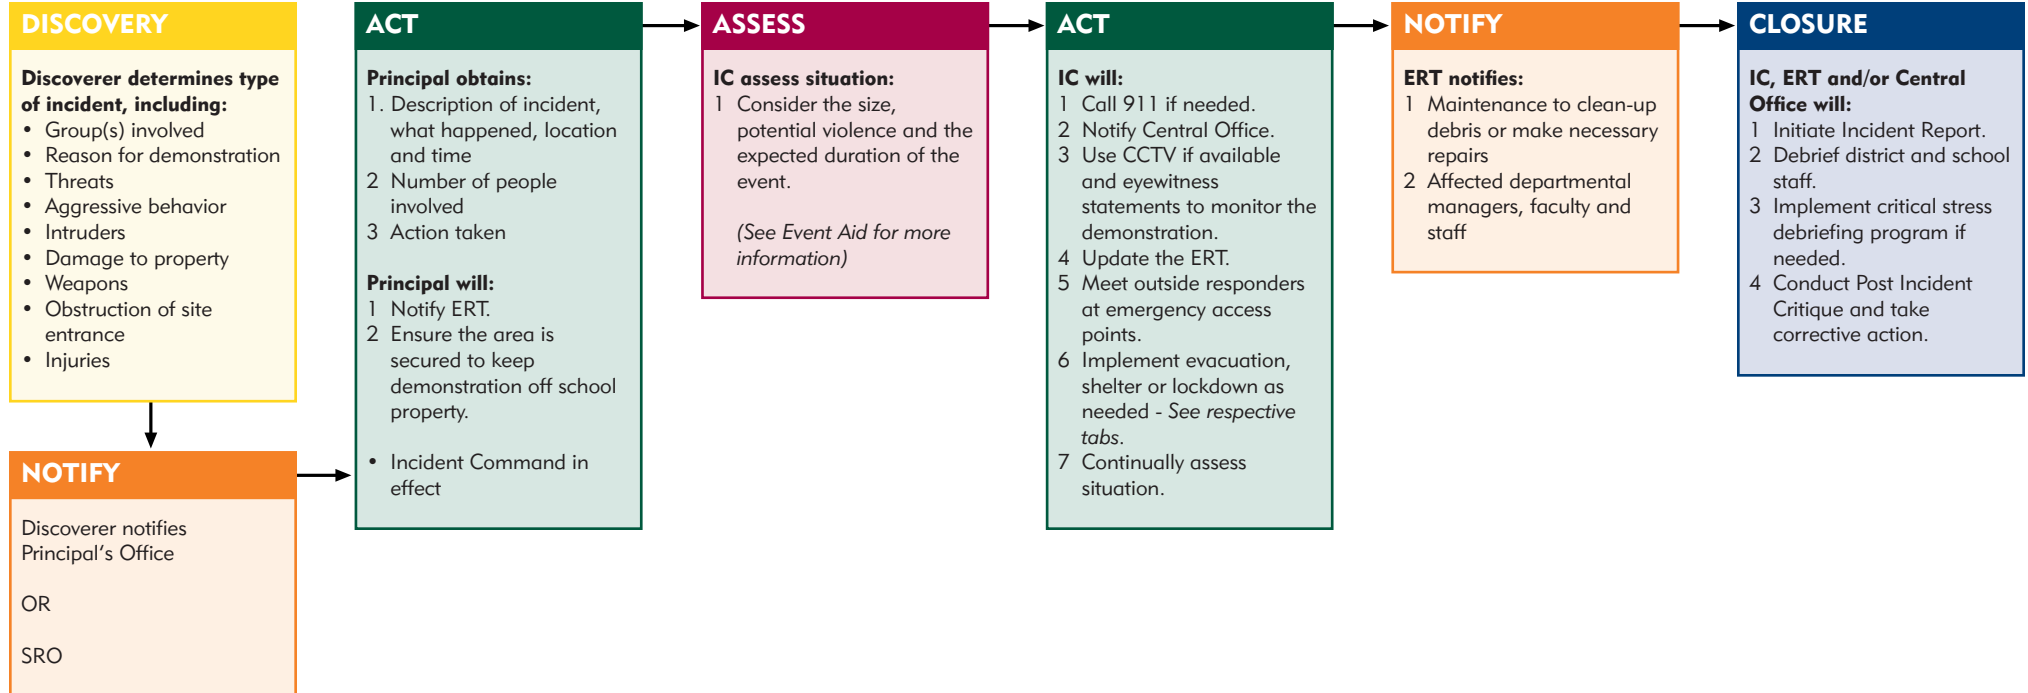 DISCOVERY
Discoverer determines type
of incident, including:
• Group(s) involved
• Reason for demonstration
• Threats
• Aggressive behavior
• Intruders
• Damage to property
• Weapons
• Obstruction of site
entrance
• Injuries
NOTIFY
Discoverer notifies
Principal's Office
OR
SRO
ACT
Principal obtains:
1. Description of incident,
what happened, location
and time
2 Number of people
involved
3 Action taken
Principal will:
1 Notify ERT.
2 Ensure the area is
secured to keep
demonstration off school
property.
• Incident Command in
effect
ASSESS
IC assess situation:
1 Consider the size,
potential violence and the
expected duration of the
event.
(See Event Aid for more
information)
ACT
IC will:
1 Call 911 if needed.
2 Notify Central Office.
3 Use CCTV if available
and eyewitness
statements to monitor the
demonstration.
4 Update the ERT.
5 Meet outside responders
at emergency access
points.
6 Implement evacuation,
shelter or lockdown as
needed - See respective
tabs.
7 Continually assess
situation.
NOTIFY
ERT notifies:
1 Maintenance to clean-up
debris or make necessary
repairs
2 Affected departmental
managers, faculty and
staff
CLOSURE
IC, ERT and/or Central
Office will:
1 Initiate Incident Report.
2 Debrief district and school
staff.
3 Implement critical stress
debriefing program if
needed.
4 Conduct Post Incident
Critique and take
corrective action.